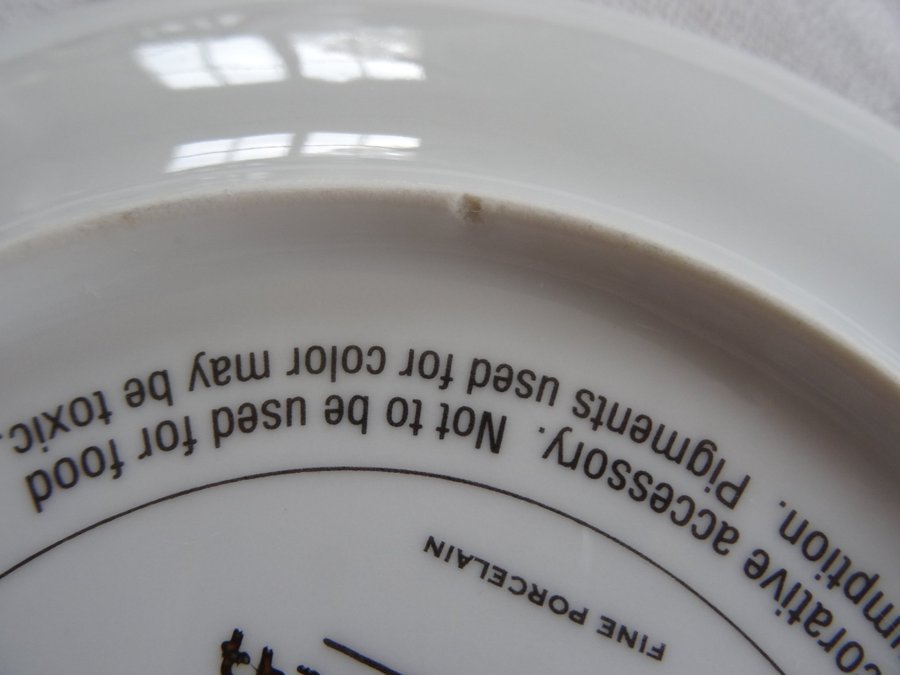 corative accessory. Not to be used for food
umption. Pigments used for color may be toxic.
FINE PORCELAIN